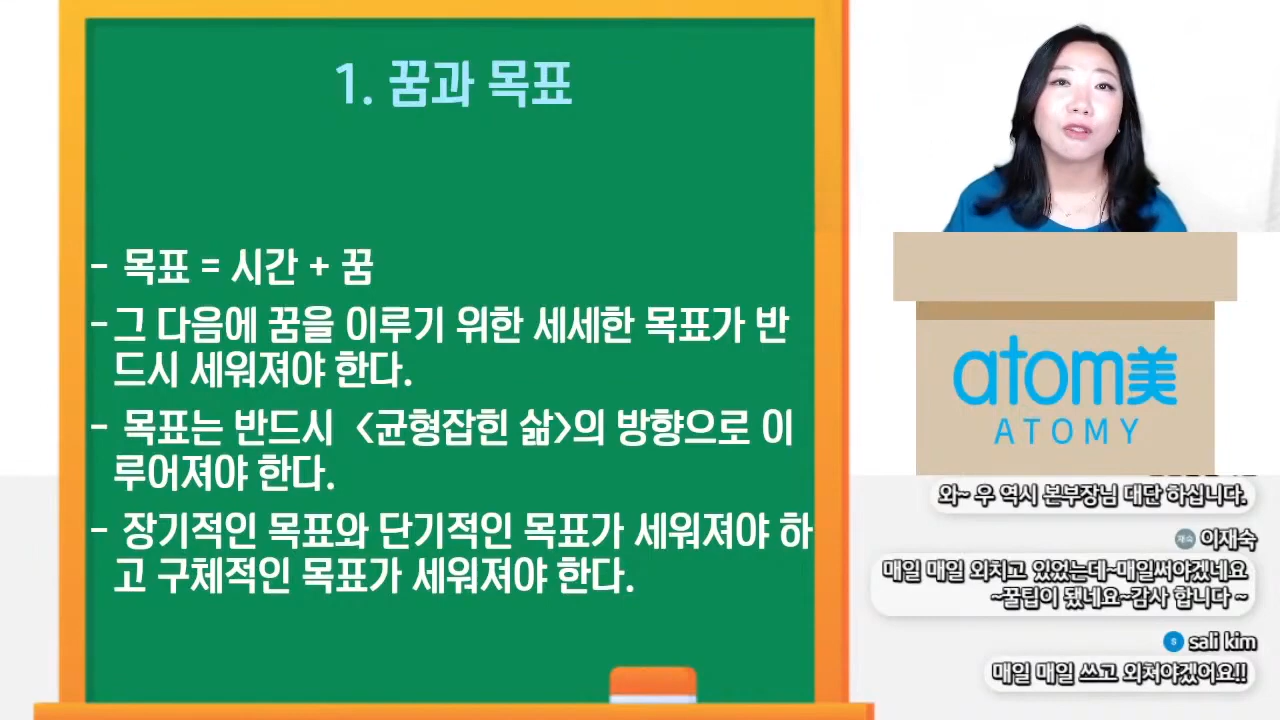 1. 꿈과 목표
- 목표 = 시간 + 꿈
- 그 다음에 꿈을 이루기 위한 세세한 목표가 반
드시 세워져야 한다.
- 목표는 반드시 <균형잡힌 삶>의 방향으로 이
루어져야 한다.
- 장기적인 목표와 단기적인 목표가 세워져야 하
고 구체적인 목표가 세워져야 한다.
atom美
ATOMY
와~ 우 역시 본부장님 대단 하십니다.
재숙 이재숙
매일 매일 외치고 있었는데~매일써야겠네요
~꿀팁이 됐네요~감사 합니다 ~
S sali kim
매일 매일 쓰고 외쳐야겠어요!!